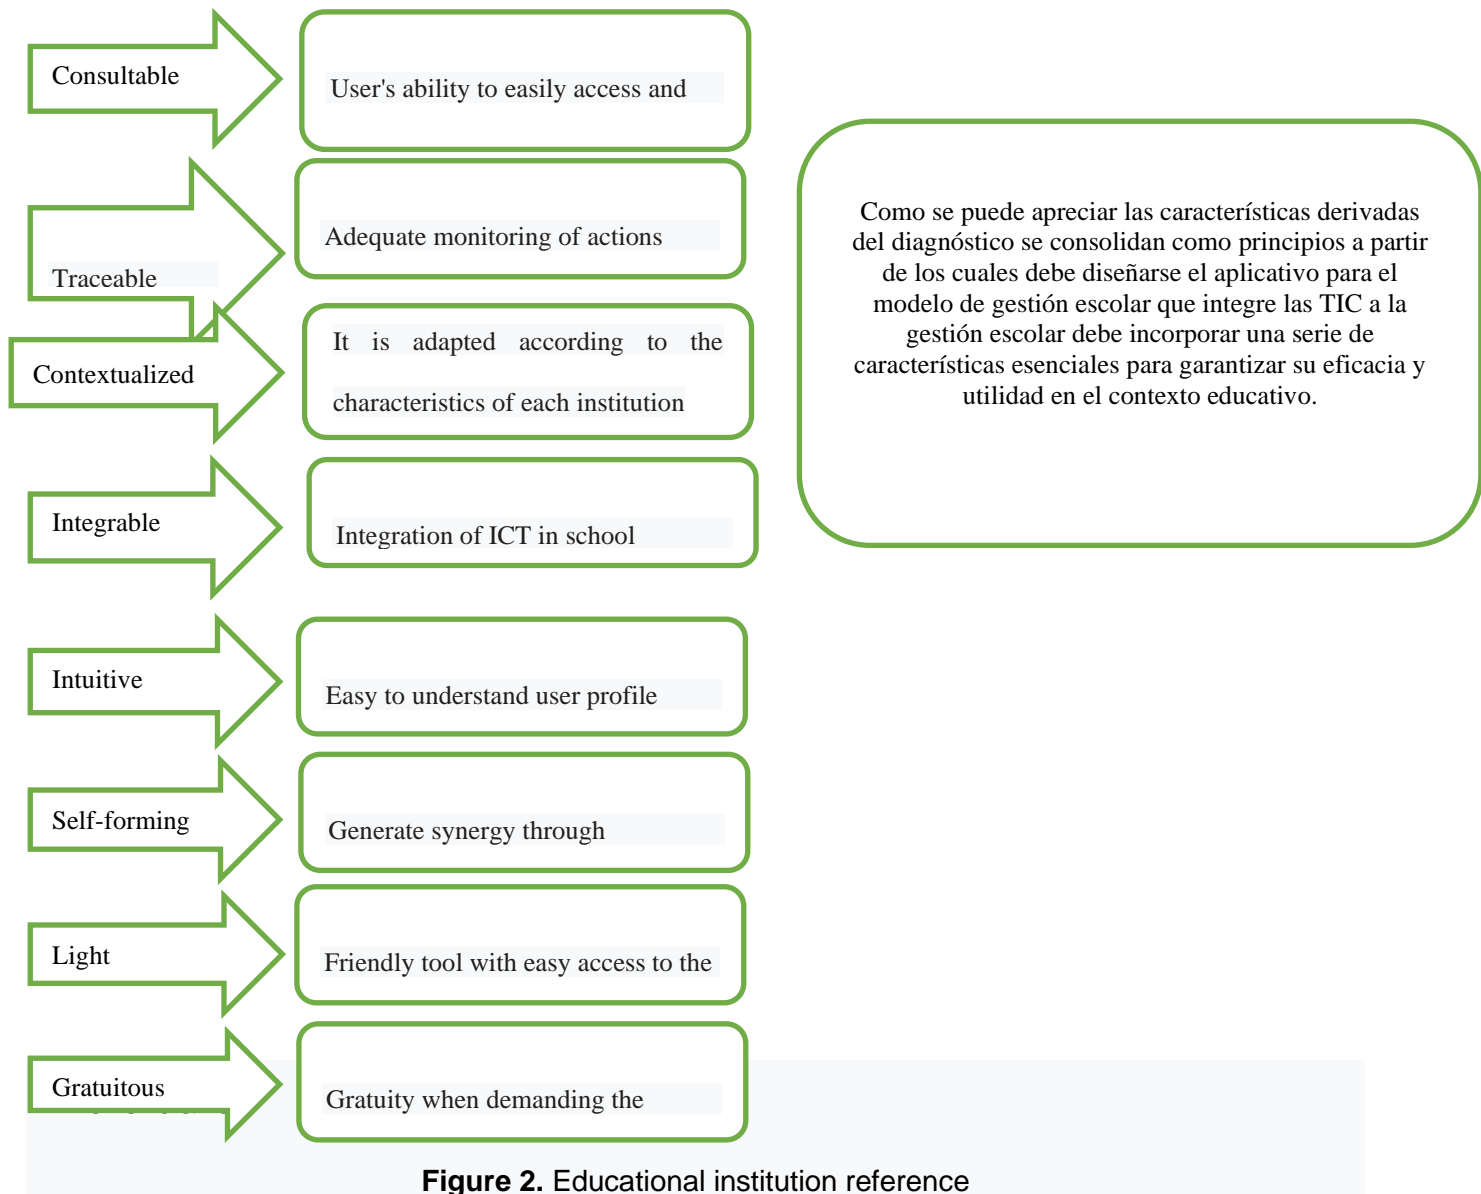 Consultable
User's ability to easily access and
Traceable
Adequate monitoring of actions
Contextualized
It is adapted according to the
characteristics of each institution
Integrable
Integration of ICT in school
Intuitive
Easy to understand user profile
Self-forming
Generate synergy through
Light
Friendly tool with easy access to the
Gratuitous
Gratuity when demanding the
Como se puede apreciar las características derivadas
del diagnóstico se consolidan como principios a partir
de los cuales debe diseñarse el aplicativo para el
modelo de gestión escolar que integre las TIC a la
gestión escolar debe incorporar una serie de
características esenciales para garantizar su eficacia y
utilidad en el contexto educativo.
Figure 2. Educational institution reference